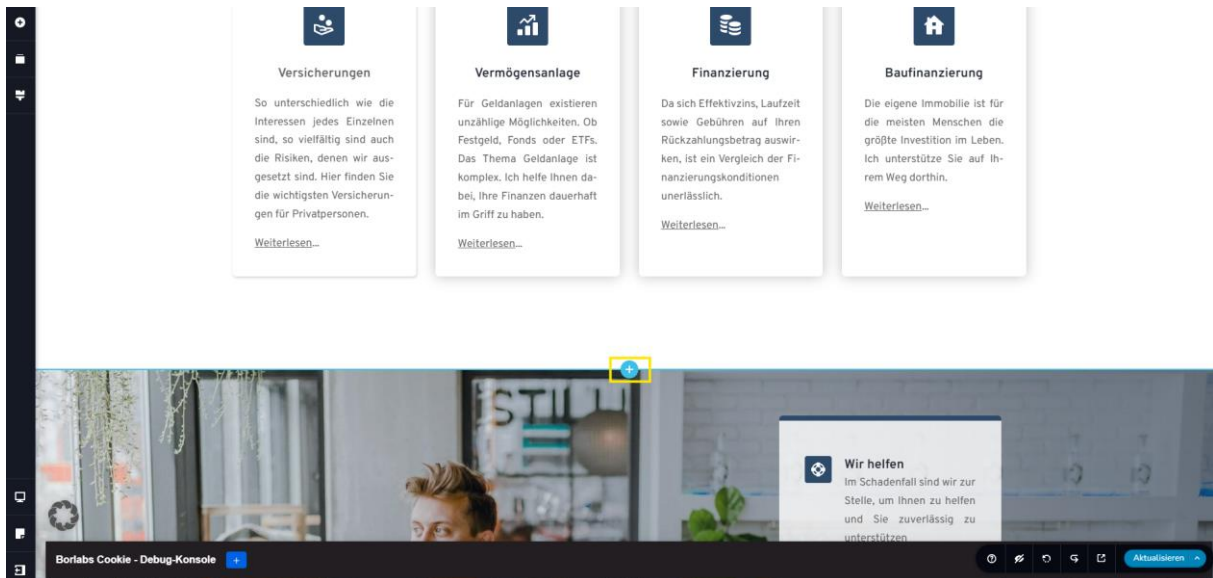 Versicherungen
So unterschiedlich wie die
Interessen jedes Einzelnen
sind, so vielfältig sind auch
die Risiken, denen wir aus-
gesetzt sind. Hier finden Sie
die wichtigsten Versicherun-
gen für Privatpersonen.
Weiterlesen...
Vermögensanlage
Für Geldanlagen existieren
unzählige Möglichkeiten. Ob
Festgeld, Fonds oder ETFs.
Das Thema Geldanlage ist
komplex. Ich helfe Ihnen da-
bei, Ihre Finanzen dauerhaft
im Griff zu haben.
Weiterlesen...
Finanzierung
Da sich Effektivzins, Laufzeit
sowie Gebühren auf Ihren
Rückzahlungsbetrag auswir-
ken, ist ein Vergleich der Fi-
nanzierungskonditionen
unerlässlich.
Weiterlesen...
Baufinanzierung
Die eigene Immobilie ist für
die meisten Menschen die
größte Investition im Leben.
Ich unterstütze Sie auf Ih-
rem Weg dorthin.
Weiterlesen...
Wir helfen
Im Schadenfall sind wir zur
Stelle, um Ihnen zu helfen
und Sie zuverlässig zu
unterstützen
Borlabs Cookie - Debug-Konsole +
Aktualisieren